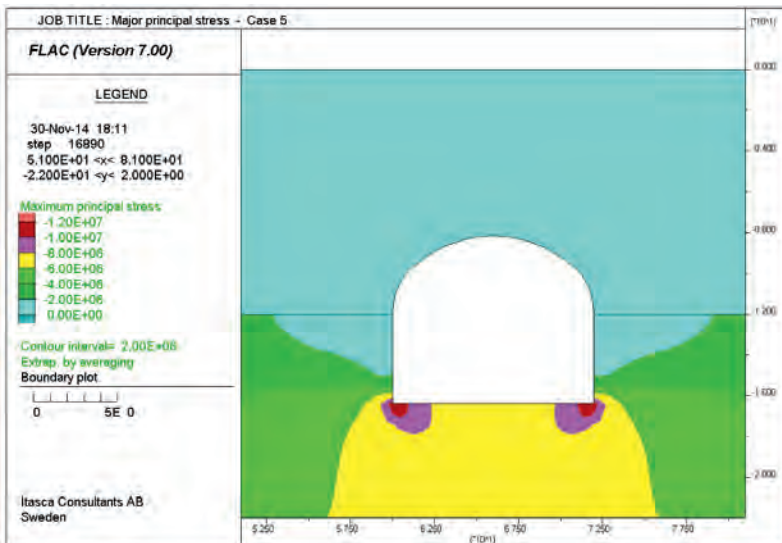 JOB TITLE : Major principal stress - Case 5
FLAC (Version 7.00)
LEGEND
30-Nov-14 18:11
step 16890
5.100E+01 <x< 8.100E+01
-2.200E+01 <y< 2.000E+00
Maximum principal stress
-1.20E+07
-1.00E+07
-8.00E+06
-6.00E+06
-4.00E+06
-2.00E+06
0.00E+00
Contour interval= 2.00E+06
Extrap. by averaging
Boundary plot
0 5E 0
Itasca Consultants AB
Sweden
(*10^1)
0.000
-0.400
-0.800
-1.200
-1.600
-2.000
5.250 5.750 6.250 6.750 7.250 7.750
(*10^1)